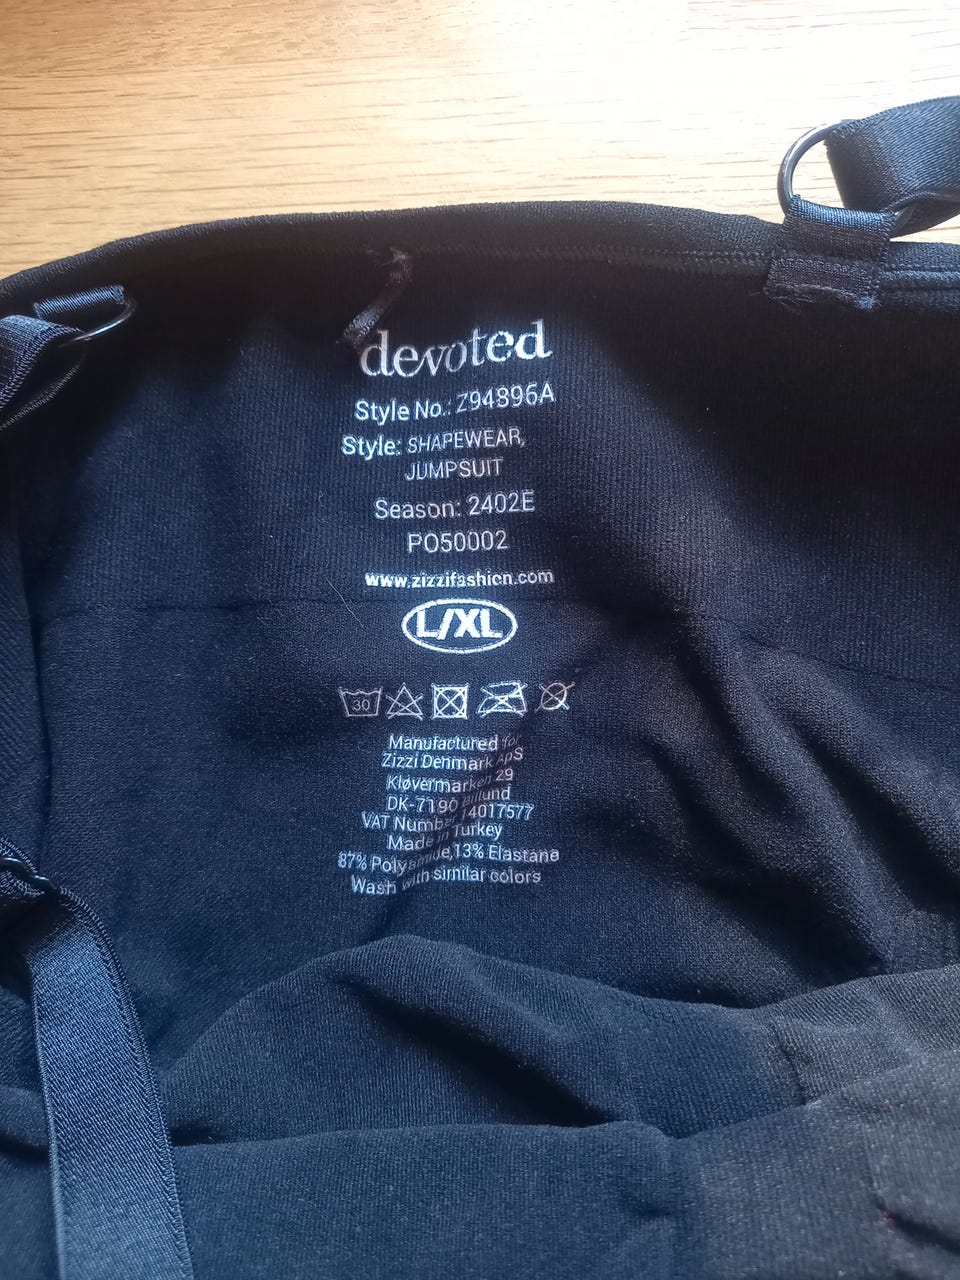 devoted
Style No.: Z94896A
Style: SHAPEWEAR,
JUMPSUIT
Season: 2402E
PO50002
www.zizzifashion.com
L/XL
30
Manufactured for
Zizzi Denmark ApS
Kløvermarken 29
DK-7190 Billund
VAT Number 14017577
Made in Turkey
87% Polyamide,13% Elastane
Wash with similar colors